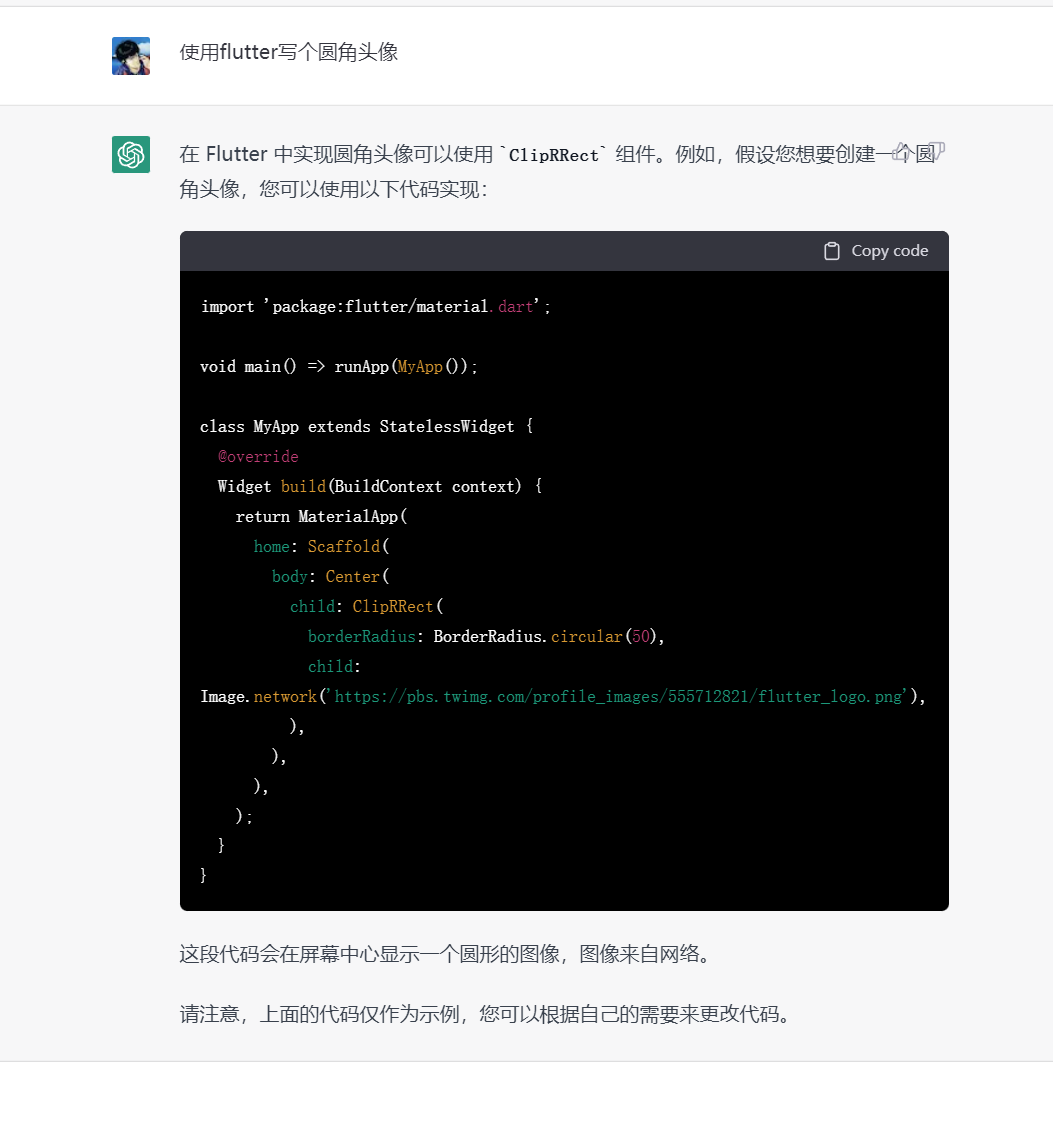 使用flutter写个圆角头像
在 Flutter 中实现圆角头像可以使用 `ClipRRect` 组件。例如，假设您想要创建一个圆
角头像，您可以使用以下代码实现：
Copy code
import 'package:flutter/material.dart';
void main() => runApp(MyApp());
class MyApp extends StatelessWidget {
  @override
  Widget build(BuildContext context) {
    return MaterialApp(
      home: Scaffold(
        body: Center(
          child: ClipRRect(
            borderRadius: BorderRadius.circular(50),
            child:
Image.network('https://pbs.twimg.com/profile_images/555712821/flutter_logo.png'),
          ),
        ),
      ),
    );
  }
}
这段代码会在屏幕中心显示一个圆形的图像，图像来自网络。
请注意，上面的代码仅作为示例，您可以根据自己的需要来更改代码。